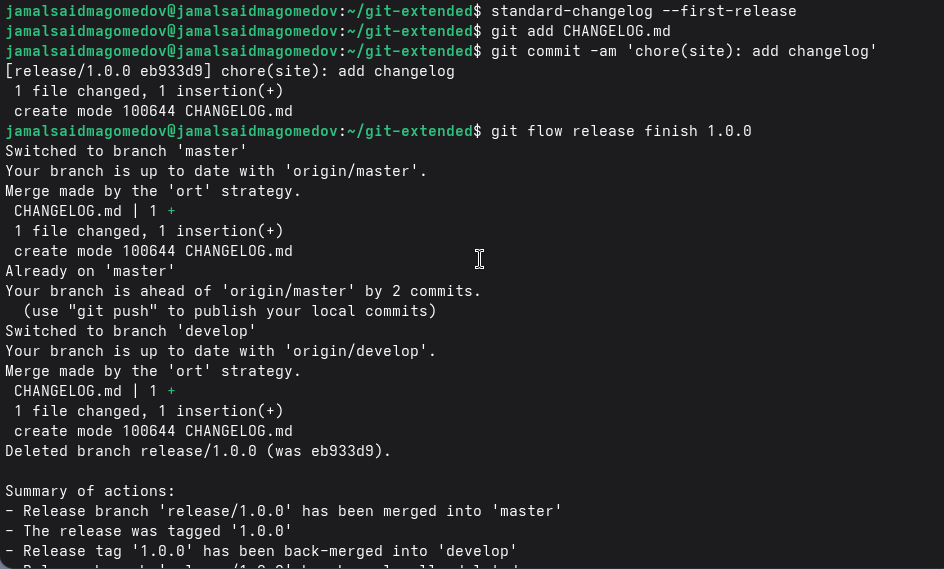 jamalsaidmagomedov@jamalsaidmagomedov:~/git-extended$ standard-changelog --first-release
jamalsaidmagomedov@jamalsaidmagomedov:~/git-extended$ git add CHANGELOG.md
jamalsaidmagomedov@jamalsaidmagomedov:~/git-extended$ git commit -am 'chore(site): add changelog'
[release/1.0.0 eb933d9] chore(site): add changelog
 1 file changed, 1 insertion(+)
 create mode 100644 CHANGELOG.md
jamalsaidmagomedov@jamalsaidmagomedov:~/git-extended$ git flow release finish 1.0.0
Switched to branch 'master'
Your branch is up to date with 'origin/master'.
Merge made by the 'ort' strategy.
 CHANGELOG.md | 1 +
 1 file changed, 1 insertion(+)
 create mode 100644 CHANGELOG.md
Already on 'master'
Your branch is ahead of 'origin/master' by 2 commits.
  (use "git push" to publish your local commits)
Switched to branch 'develop'
Your branch is up to date with 'origin/develop'.
Merge made by the 'ort' strategy.
 CHANGELOG.md | 1 +
 1 file changed, 1 insertion(+)
 create mode 100644 CHANGELOG.md
Deleted branch release/1.0.0 (was eb933d9).

Summary of actions:
- Release branch 'release/1.0.0' has been merged into 'master'
- The release was tagged '1.0.0'
- Release tag '1.0.0' has been back-merged into 'develop'